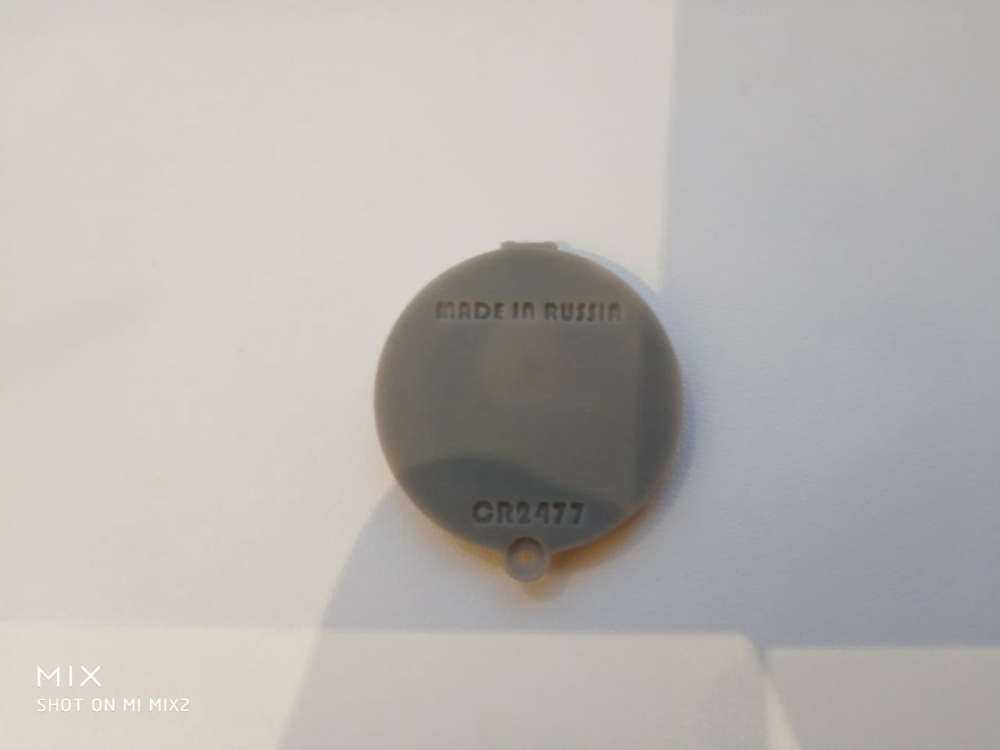 MADE IN RUSSIA
CR2477
MIX
SHOT ON MI MIX2